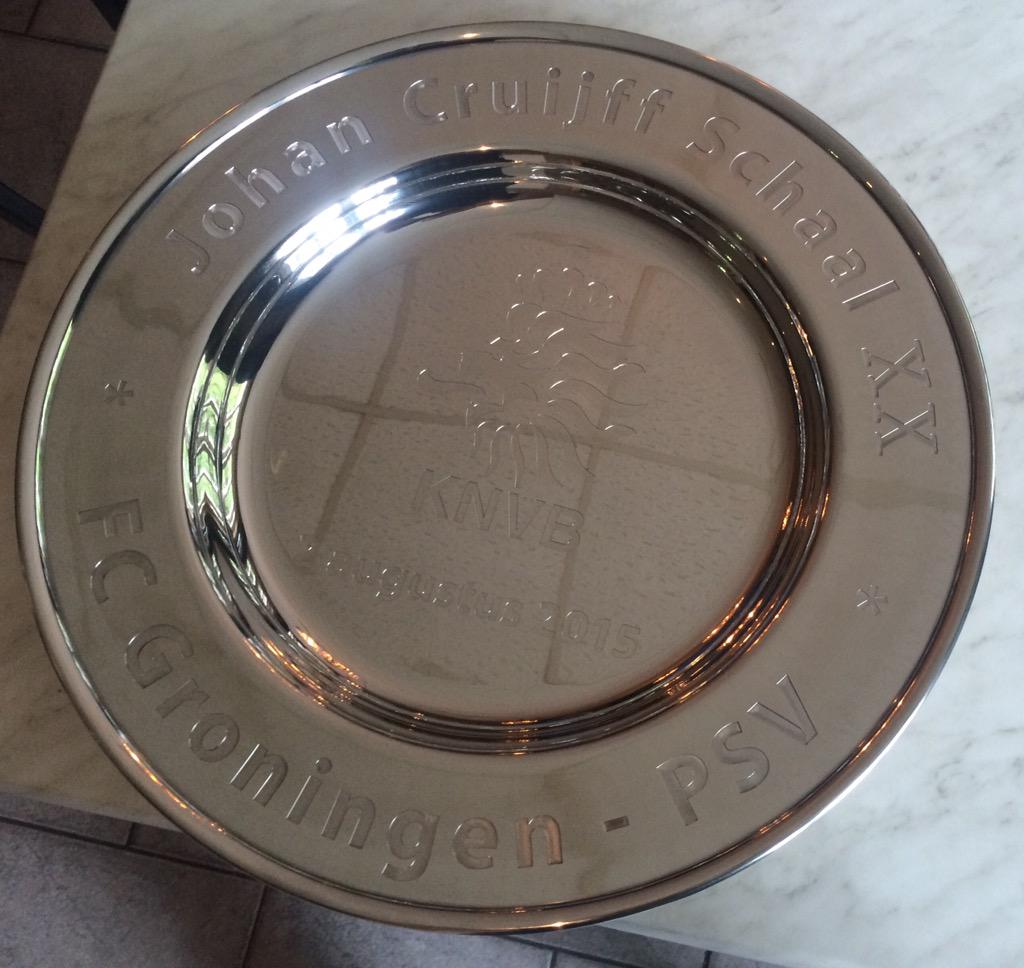 Johan Cruijff Schaal XX
* FC Groningen - PSV *
KNVB
augustus 2015